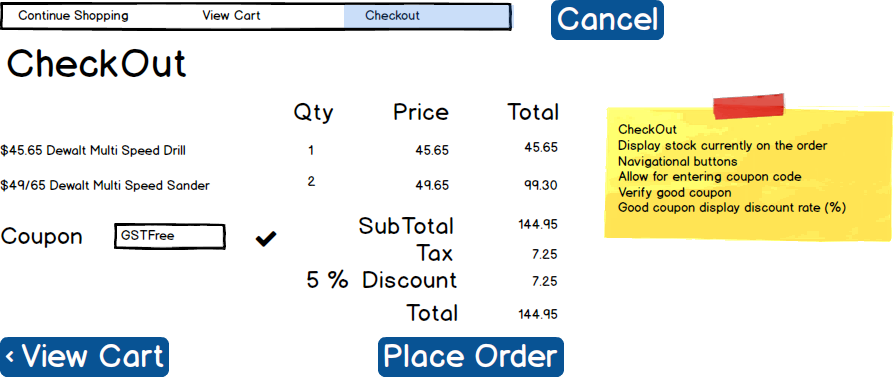 Continue Shopping View Cart Checkout
Cancel
CheckOut
Qty Price Total
$45.65 Dewalt Multi Speed Drill 1 45.65 45.65
$49/65 Dewalt Multi Speed Sander 2 49.65 99.30
SubTotal 144.95
Coupon GSTFree
Tax 7.25
5 % Discount 7.25
Total 144.95
< View Cart
Place Order
CheckOut
Display stock currently on the order
Navigational buttons
Allow for entering coupon code
Verify good coupon
Good coupon display discount rate (%)